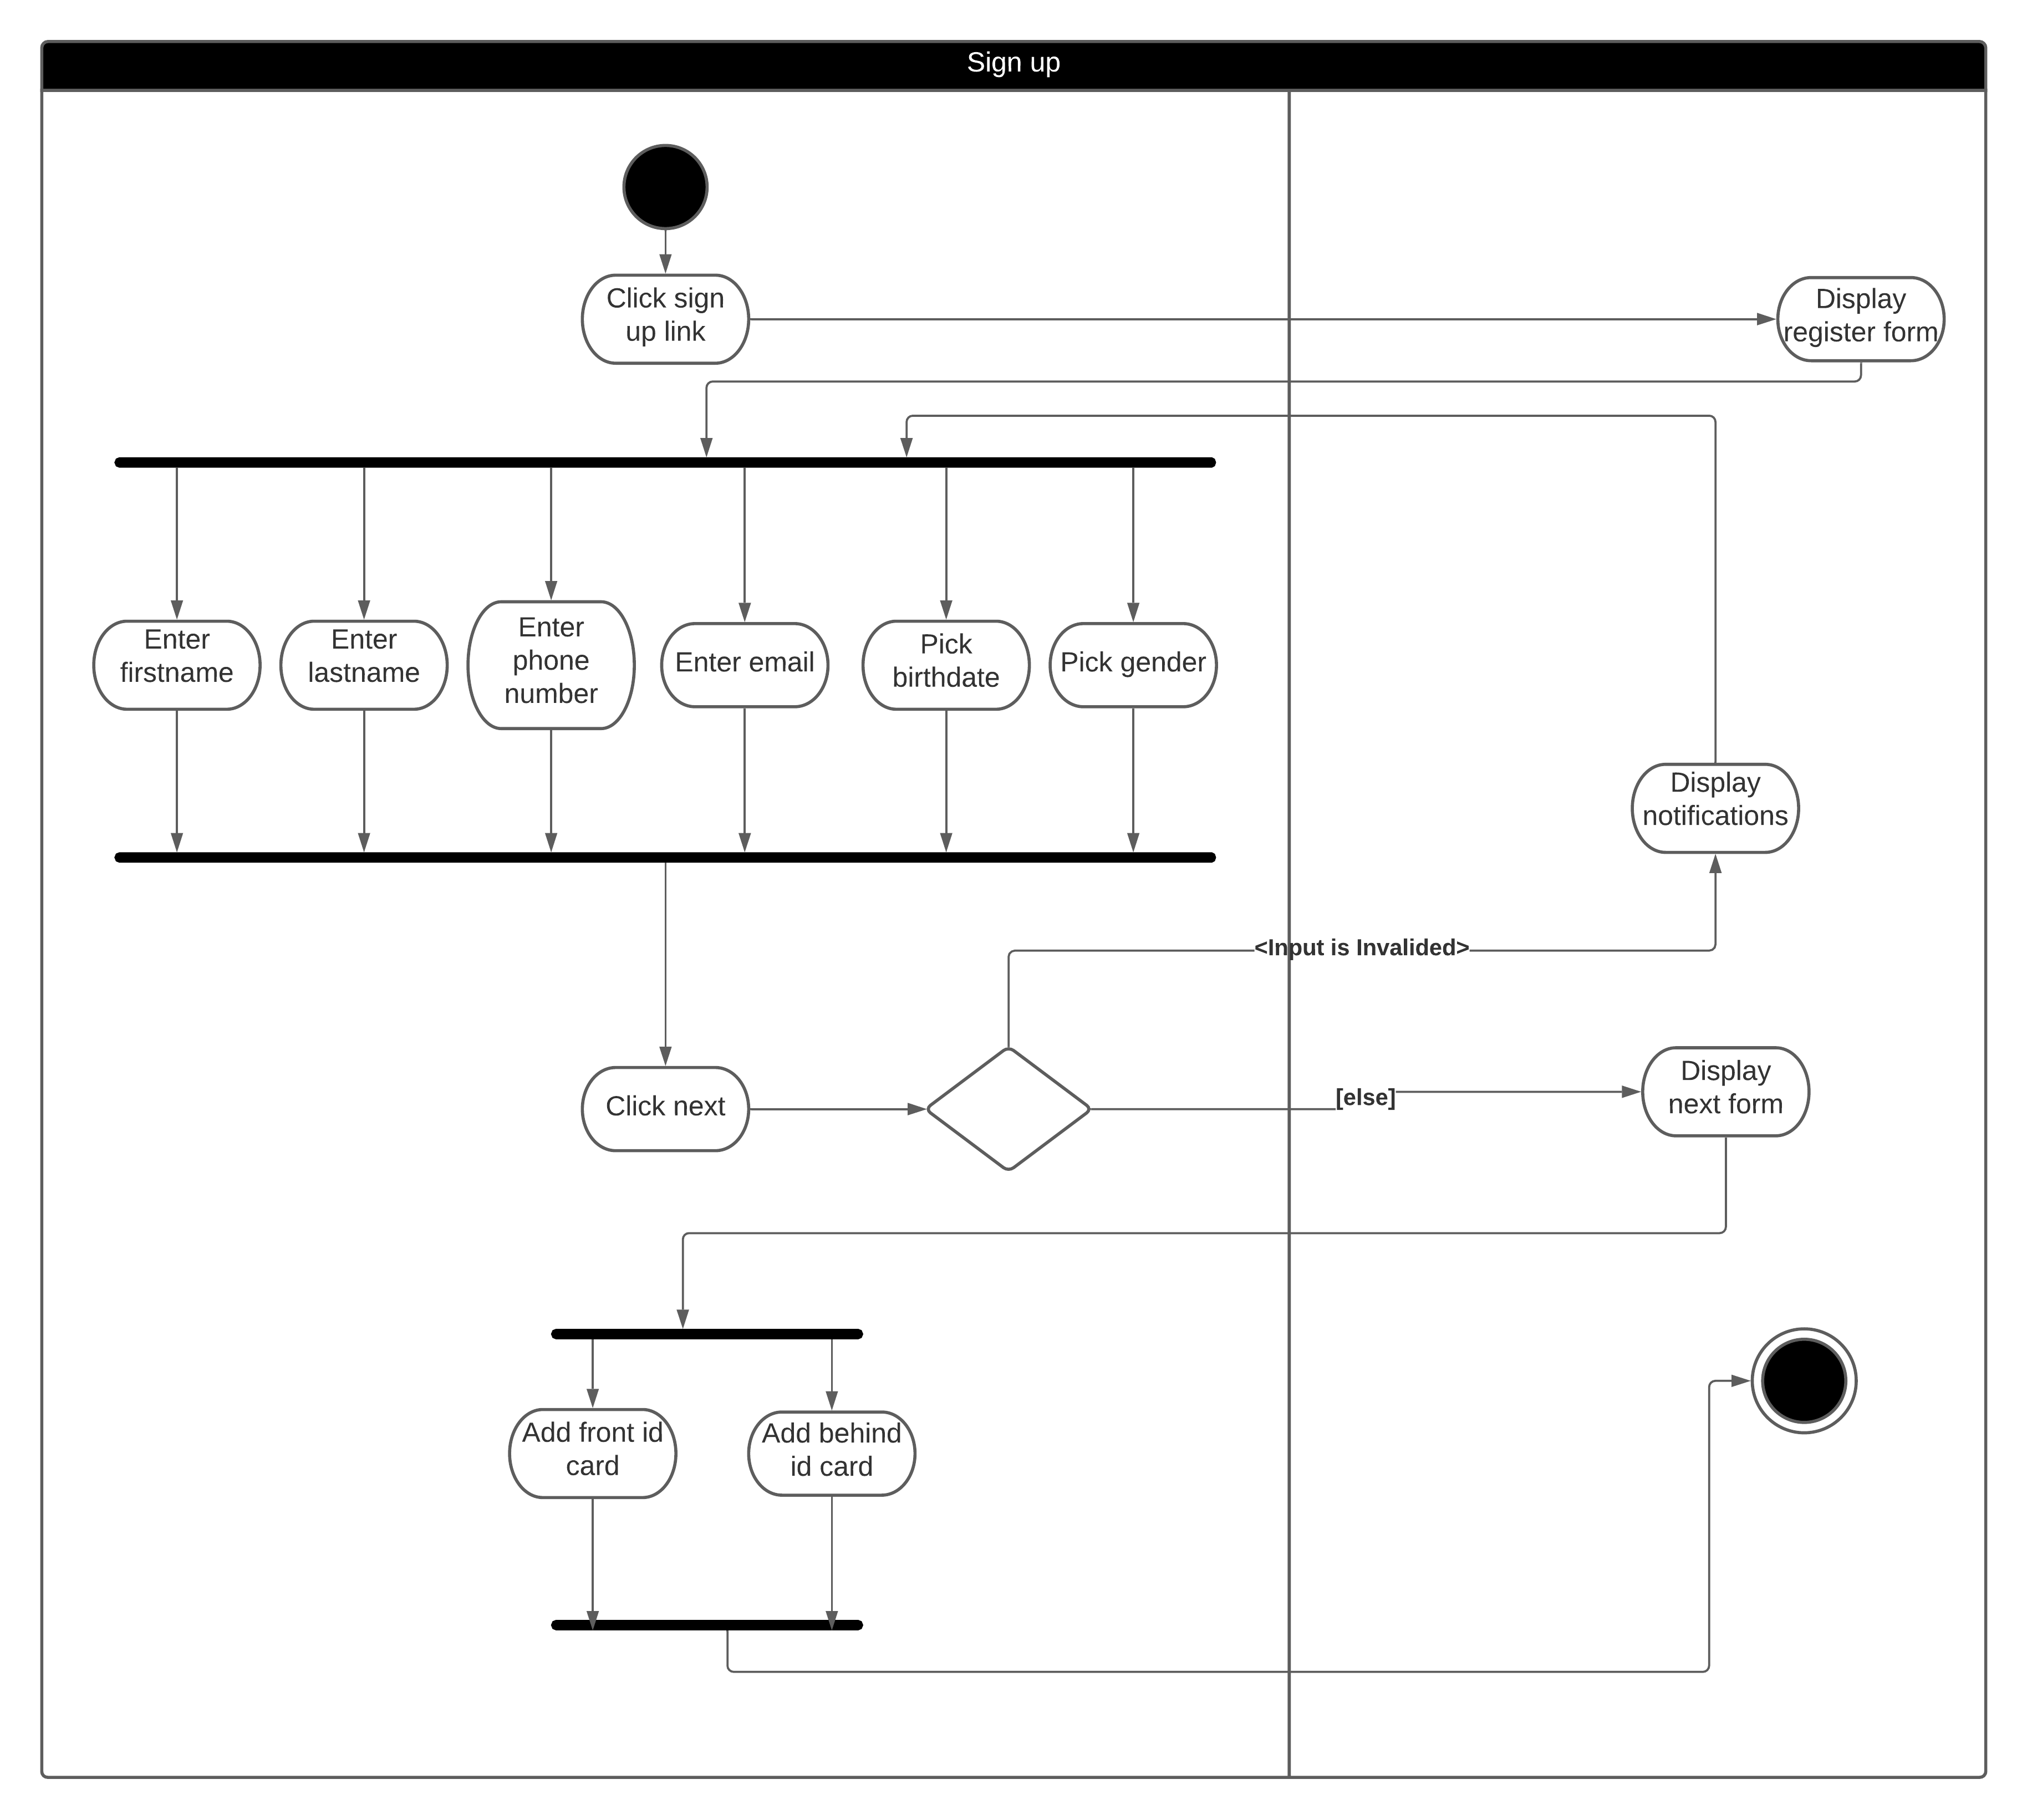 Sign up
Click sign
up link
Display
register form
Enter
firstname
Enter
lastname
Enter
phone
number
Enter email
Pick
birthdate
Pick gender
Display
notifications
<Input is Invalided>
Click next
[else]
Display
next form
Add front id
card
Add behind
id card